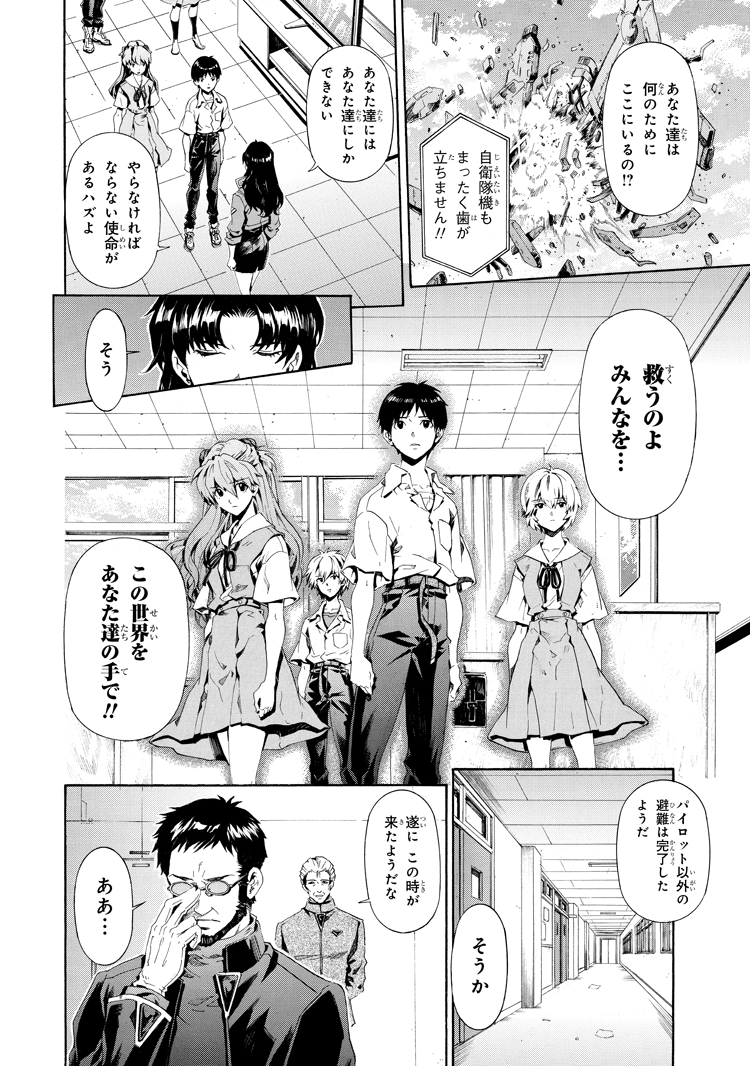 あなた達は
何のために
ここにいるの!?
自衛隊機も
まったく歯が
立ちません!!
あなた達には
あなた達にしか
できない
やらなければ
ならない使命が
あるハズよ
そう
救うのよ
みんなを…
この世界を
あなた達の手で!!
パイロット以外の
避難は完了した
ようだ
そうか
遂に この時が
来たようだな
ああ…